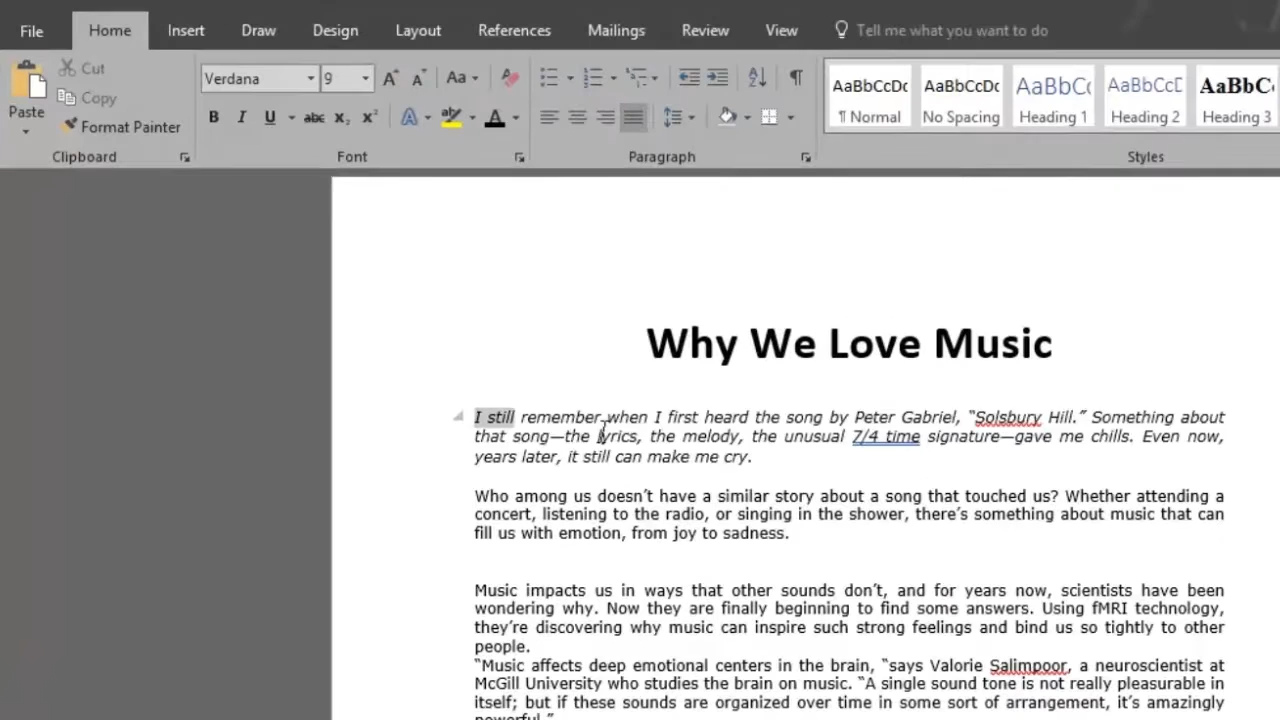 File Home Insert Draw Design Layout References Mailings Review View Tell me what you want to do
Paste
Cut
Copy
Format Painter
Clipboard
Verdana 9 Aa
B I U abc x₂ x² A ab A
Font
Paragraph
AaBbCcDc AaBbCcDc AaBbCc AaBbCcD AaBbC
¶ Normal No Spacing Heading 1 Heading 2 Heading 3
Styles
Why We Love Music
I still remember when I first heard the song by Peter Gabriel, “Solsbury Hill.” Something about
that song—the lyrics, the melody, the unusual 7/4 time signature—gave me chills. Even now,
years later, it still can make me cry.
Who among us doesn’t have a similar story about a song that touched us? Whether attending a
concert, listening to the radio, or singing in the shower, there’s something about music that can
fill us with emotion, from joy to sadness.
Music impacts us in ways that other sounds don’t, and for years now, scientists have been
wondering why. Now they are finally beginning to find some answers. Using fMRI technology,
they’re discovering why music can inspire such strong feelings and bind us so tightly to other
people.
“Music affects deep emotional centers in the brain, “says Valorie Salimpoor, a neuroscientist at
McGill University who studies the brain on music. “A single sound tone is not really pleasurable in
itself; but if these sounds are organized over time in some sort of arrangement, it’s amazingly
powerful.”